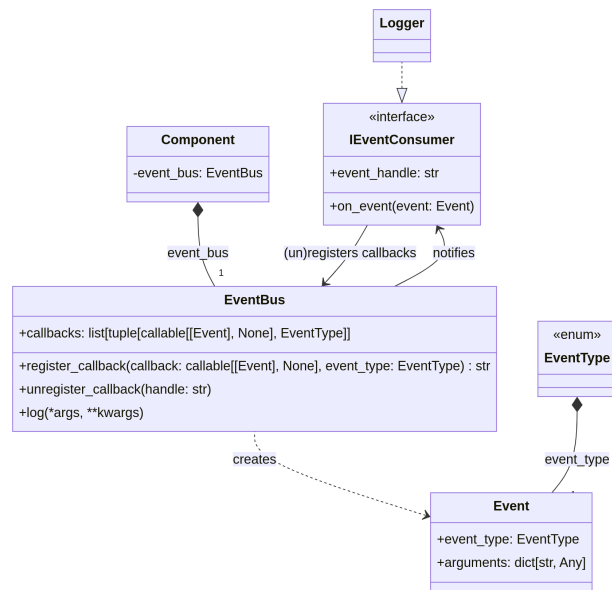 Logger
«interface»
IEventConsumer
+event_handle: str
+on_event(event: Event)
Component
-event_bus: EventBus
event_bus
1
(un)registers callbacks
notifies
EventBus
+callbacks: list[tuple[callable[[Event], None], EventType]]
+register_callback(callback: callable[[Event], None], event_type: EventType) : str
+unregister_callback(handle: str)
+log(*args, **kwargs)
«enum»
EventType
event_type
creates
Event
+event_type: EventType
+arguments: dict[str, Any]